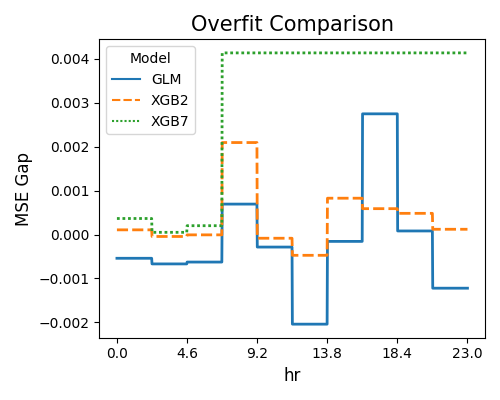 Overfit Comparison
Model
GLM
XGB2
XGB7
MSE Gap
0.004
0.003
0.002
0.001
0.000
−0.001
−0.002
0.0 4.6 9.2 13.8 18.4 23.0
hr